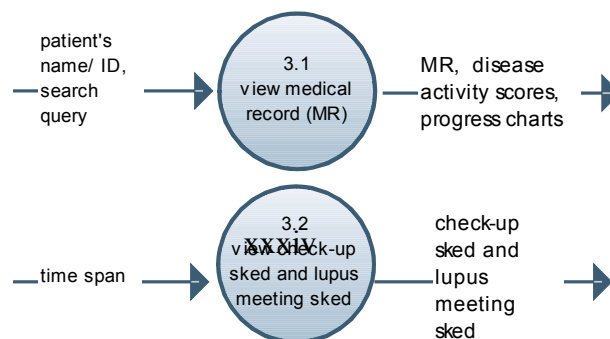 patient's
name/ ID,
search
query
3.1
view medical
record (MR)
MR, disease
activity scores,
progress charts
time span
3.2
xxxiv
view check-up
sked and lupus
meeting sked
check-up
sked and
lupus
meeting
sked